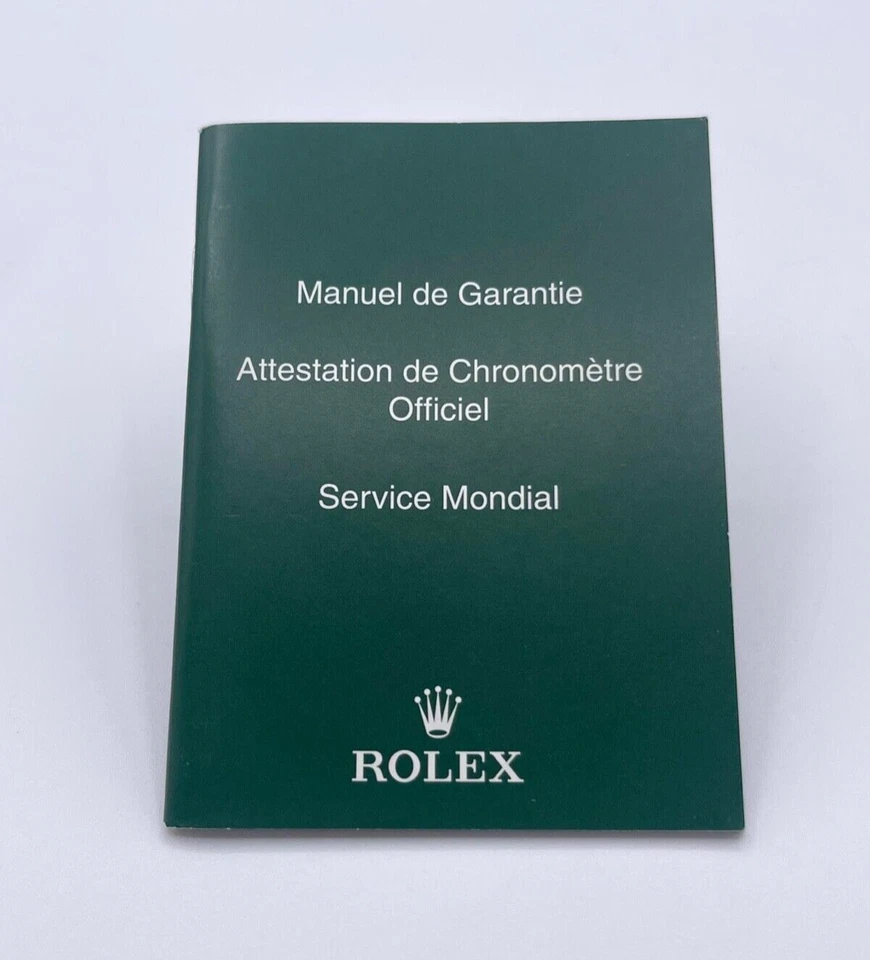 Manuel de Garantie
Attestation de Chronomètre
Officiel
Service Mondial
ROLEX